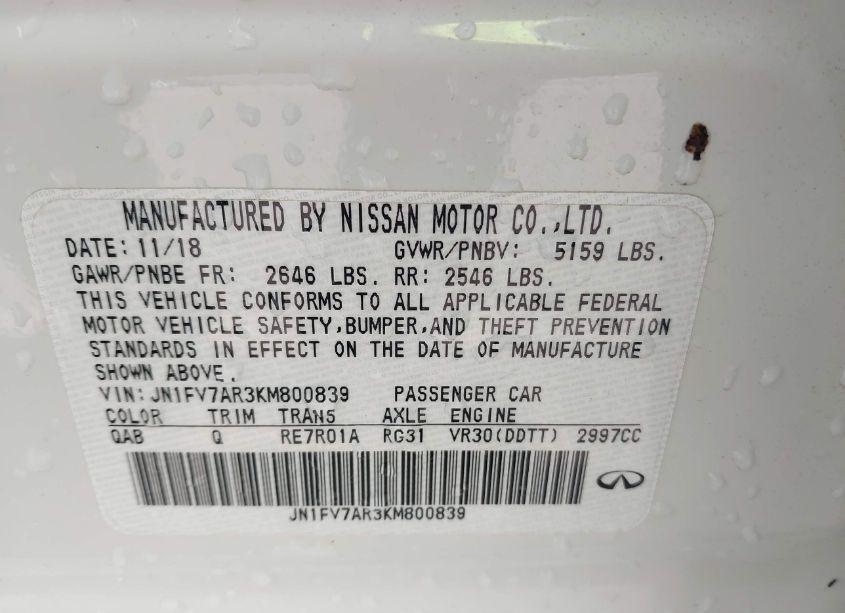 MANUFACTURED BY NISSAN MOTOR CO.,LTD.
DATE: 11/18 GVWR/PNBV: 5159 LBS.
GAWR/PNBE FR: 2646 LBS. RR: 2546 LBS.
THIS VEHICLE CONFORMS TO ALL APPLICABLE FEDERAL
MOTOR VEHICLE SAFETY,BUMPER,AND THEFT PREVENTION
STANDARDS IN EFFECT ON THE DATE OF MANUFACTURE
SHOWN ABOVE.
VIN: JN1FV7AR3KM800839 PASSENGER CAR
COLOR TRIM TRANS AXLE ENGINE
QAB Q RE7R01A RG31 VR30(DDTT) 2997CC
JN1FV7AR3KM800839